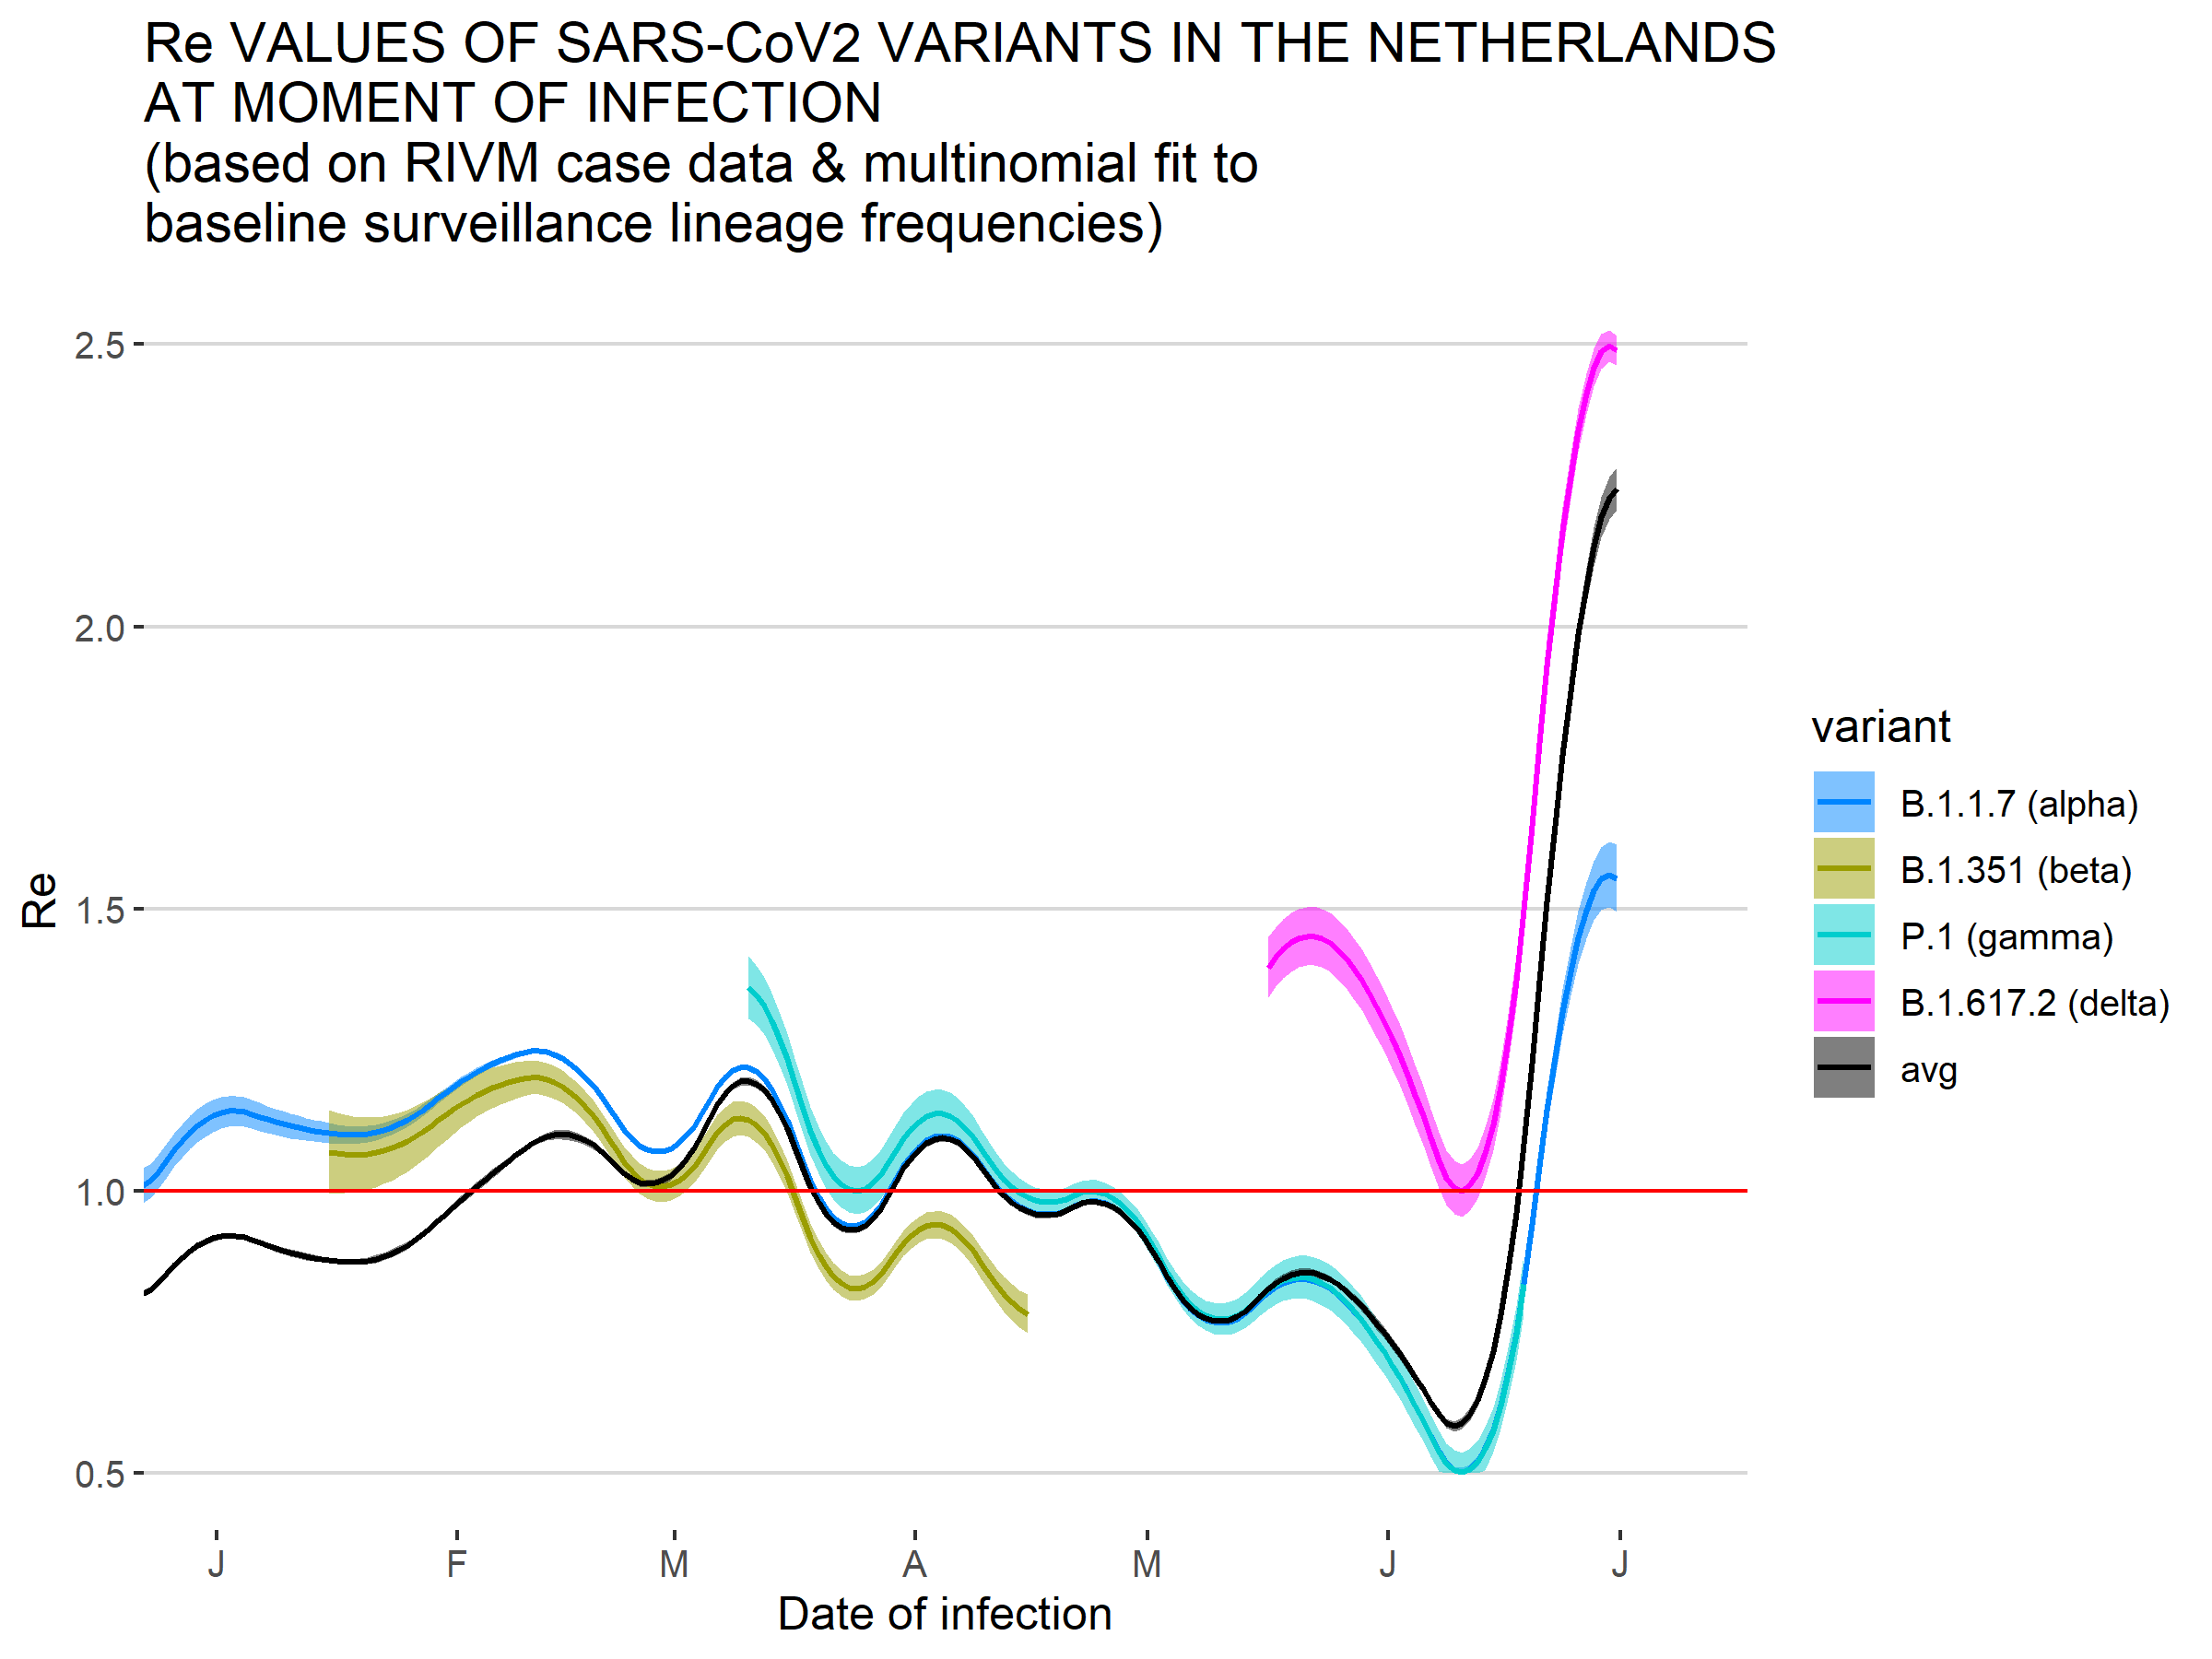 Re VALUES OF SARS-CoV2 VARIANTS IN THE NETHERLANDS
AT MOMENT OF INFECTION
(based on RIVM case data & multinomial fit to
baseline surveillance lineage frequencies)
2.5
2.0
1.5
1.0
0.5
Re
J F M A M J J
Date of infection
variant
B.1.1.7 (alpha)
B.1.351 (beta)
P.1 (gamma)
B.1.617.2 (delta)
avg